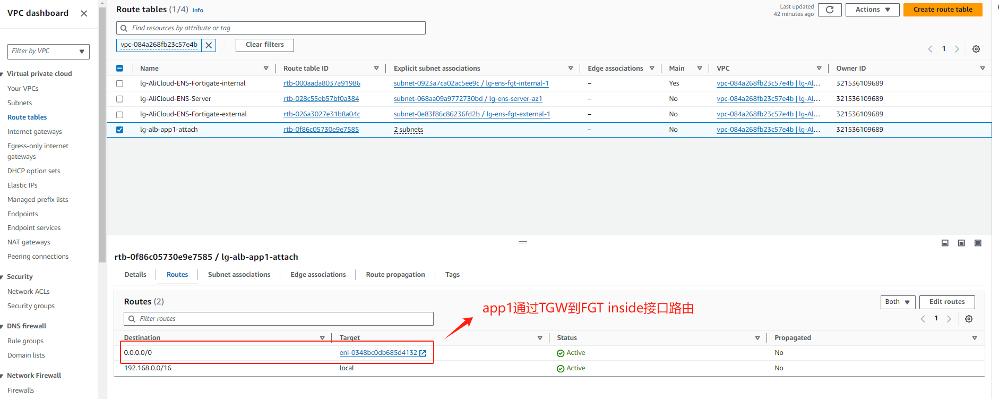 VPC dashboard
Filter by VPC
Virtual private cloud
Your VPCs
Subnets
Route tables
Internet gateways
Egress-only internet
gateways
DHCP option sets
Elastic IPs
Managed prefix lists
Endpoints
Endpoint services
NAT gateways
Peering connections
Security
Network ACLs
Security groups
DNS firewall
Rule groups
Domain lists
Network Firewall
Firewalls
Route tables (1/4) Info
Last updated
42 minutes ago
Actions
Create route table
Find resources by attribute or tag
vpc-084a268fb23c57e4b
Clear filters
1
Name Route table ID Explicit subnet associations Edge associations Main VPC Owner ID
lg-AliCloud-ENS-Fortigate-internal rtb-000aada8037a91986 subnet-0923a7ca02ac5ee9c / lg-ens-fgt-internal-1 – Yes vpc-084a268fb23c57e4b | lg-Al... 321536109689
lg-AliCloud-ENS-Server rtb-028c55eb57bf0a384 subnet-068aa09a9772730bd / lg-ens-server-az1 – No vpc-084a268fb23c57e4b | lg-Al... 321536109689
lg-AliCloud-ENS-Fortigate-external rtb-026a3027e31b8a04c subnet-0e83f86c86236fd2b / lg-ens-fgt-external-1 – No vpc-084a268fb23c57e4b | lg-Al... 321536109689
lg-alb-app1-attach rtb-0f86c05730e9e7585 2 subnets – No vpc-084a268fb23c57e4b | lg-Al... 321536109689
rtb-0f86c05730e9e7585 / lg-alb-app1-attach
Details Routes Subnet associations Edge associations Route propagation Tags
Routes (2)
Both
Edit routes
app1通过TGW到FGT inside接口路由
Filter routes
1
Destination Target Status Propagated
0.0.0.0/0 eni-0348bc0db685d4132 Active No
192.168.0.0/16 local Active No